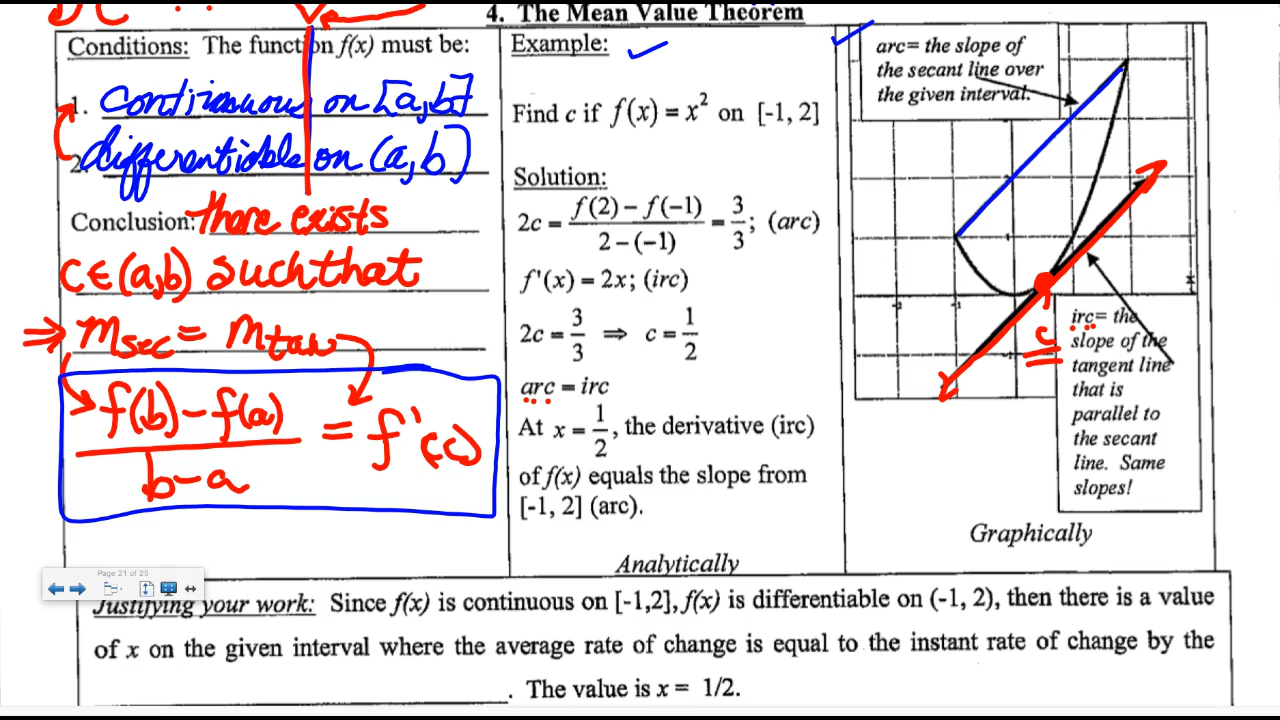 4. The Mean Value Theorem
Conditions: The function f(x) must be:
1. continuous on [a,b]
2. differentiable on (a,b)
Conclusion: there exists
c∈(a,b) such that
⇒ m sec = m tan
f(b)-f(a) / b-a = f'(c)
Example:
Find c if f(x) = x² on [-1, 2]
Solution:
2c = f(2) - f(-1) / 2 - (-1) = 3/3; (arc)
f'(x) = 2x; (irc)
2c = 3/3 ⇒ c = 1/2
arc = irc
At x = 1/2, the derivative (irc)
of f(x) equals the slope from
[-1, 2] (arc).
Analytically
arc= the slope of
the secant line over
the given interval.
-2
-1
1
-1
x
c
irc= the
slope of the
tangent line
that is
parallel to
the secant
line. Same
slopes!
Graphically
Page 21 of 25
Justifying your work: Since f(x) is continuous on [-1,2], f(x) is differentiable on (-1, 2), then there is a value
of x on the given interval where the average rate of change is equal to the instant rate of change by the
. The value is x = 1/2.